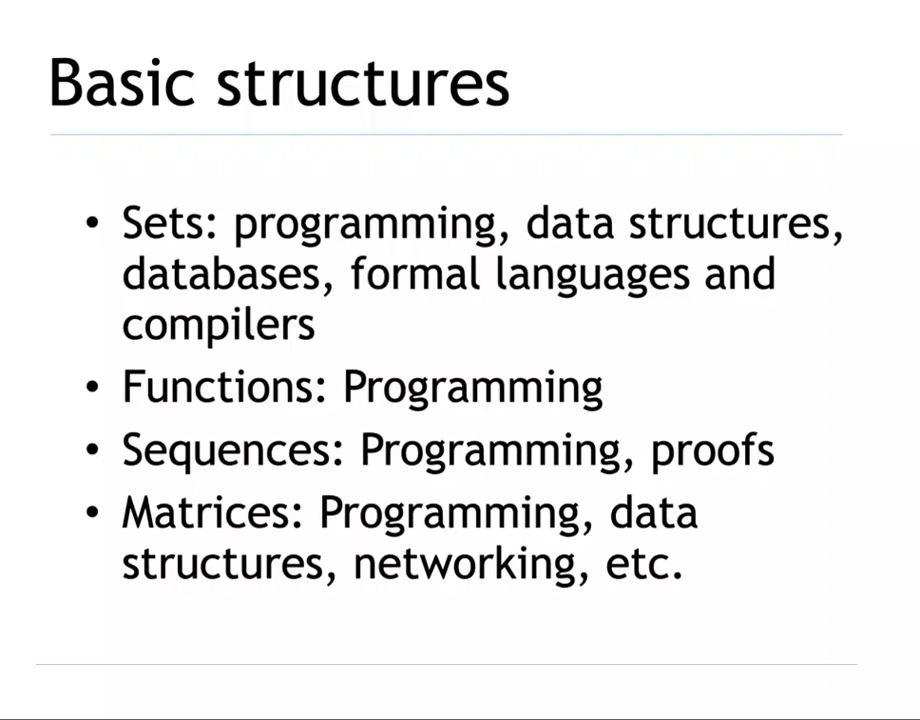 Basic structures
• Sets: programming, data structures,
databases, formal languages and
compilers
• Functions: Programming
• Sequences: Programming, proofs
• Matrices: Programming, data
structures, networking, etc.